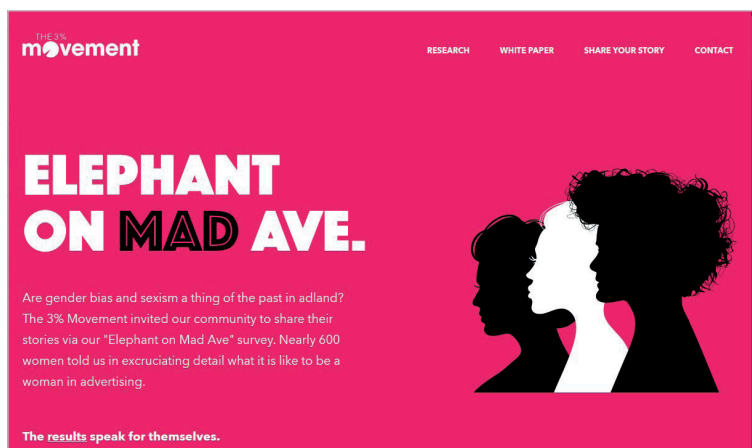 THE 3%
movement
RESEARCH WHITE PAPER SHARE YOUR STORY CONTACT
ELEPHANT
ON MAD AVE.
Are gender bias and sexism a thing of the past in adland?
The 3% Movement invited our community to share their
stories via our "Elephant on Mad Ave" survey. Nearly 600
women told us in excruciating detail what it is like to be a
woman in advertising.
The results speak for themselves.